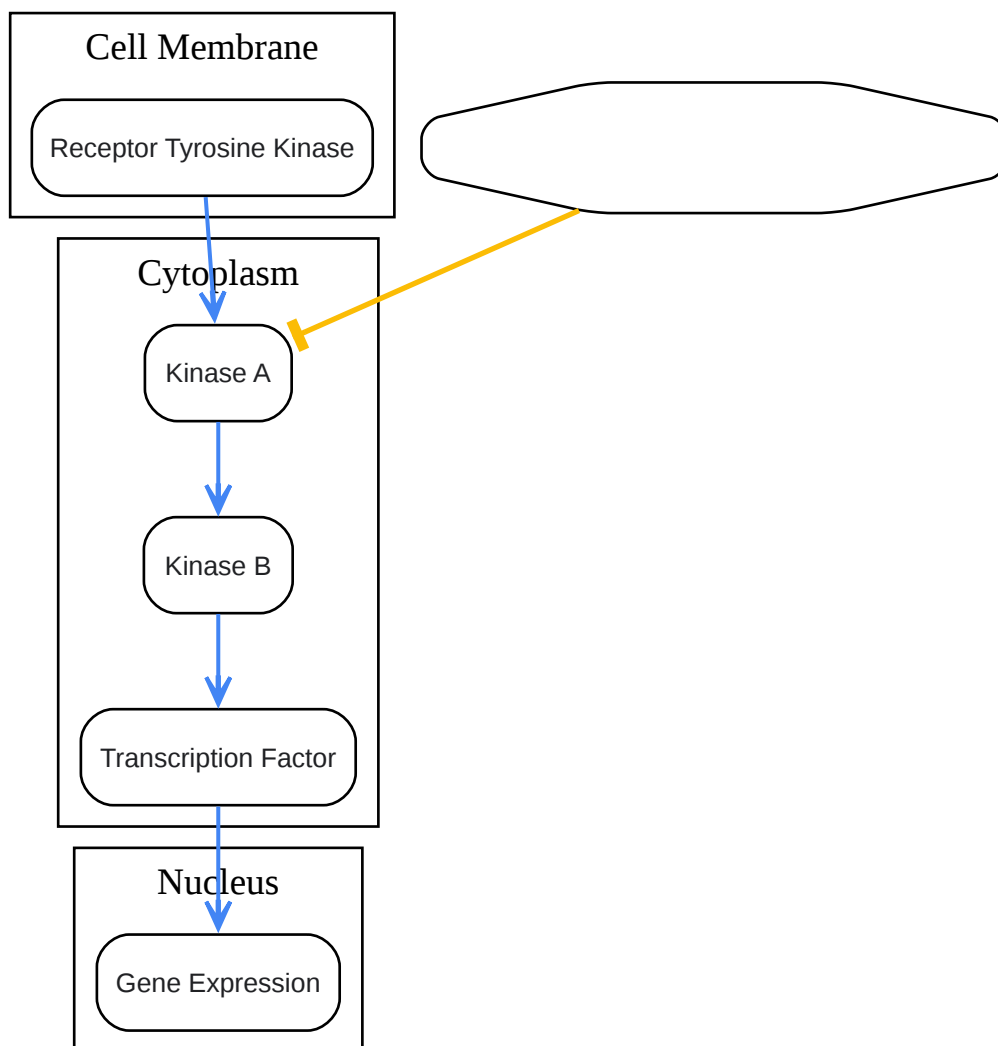 Cell Membrane
Receptor Tyrosine Kinase
Cytoplasm
Kinase A
Kinase B
Transcription Factor
Nucleus
Gene Expression